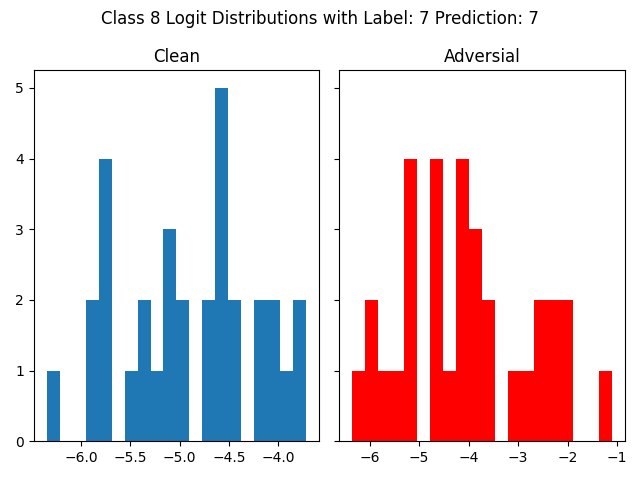 Class 8 Logit Distributions with Label: 7 Prediction: 7
Clean
Adversial
5
4
3
2
1
0
−6.0 −5.5 −5.0 −4.5 −4.0
−6 −5 −4 −3 −2 −1